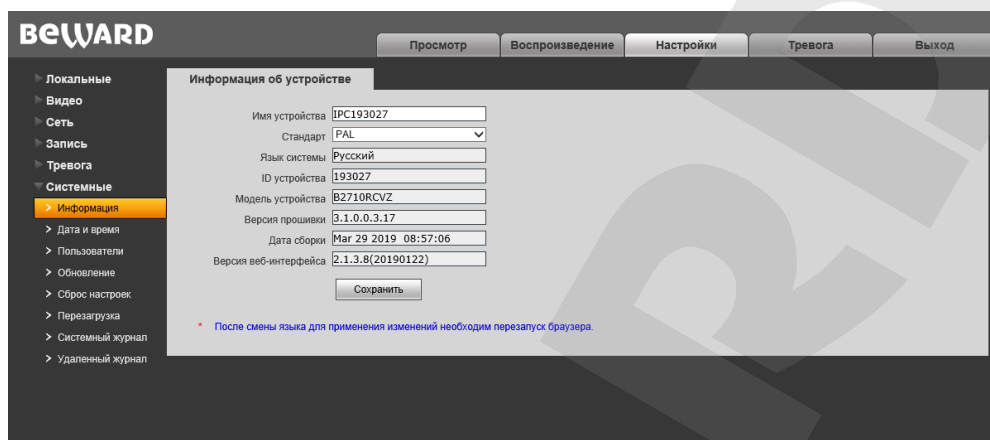 BEWARD
Просмотр Воспроизведение Настройки Тревога Выход
Локальные
Видео
Сеть
Запись
Тревога
Системные
Информация
Дата и время
Пользователи
Обновление
Сброс настроек
Перезагрузка
Системный журнал
Удаленный журнал
Информация об устройстве
Имя устройства IPC193027
Стандарт PAL
Язык системы Русский
ID устройства 193027
Модель устройства B2710RCVZ
Версия прошивки 3.1.0.0.3.17
Дата сборки Mar 29 2019 08:57:06
Версия веб-интерфейса 2.1.3.8(20190122)
Сохранить
* После смены языка для применения изменений необходим перезапуск браузера.